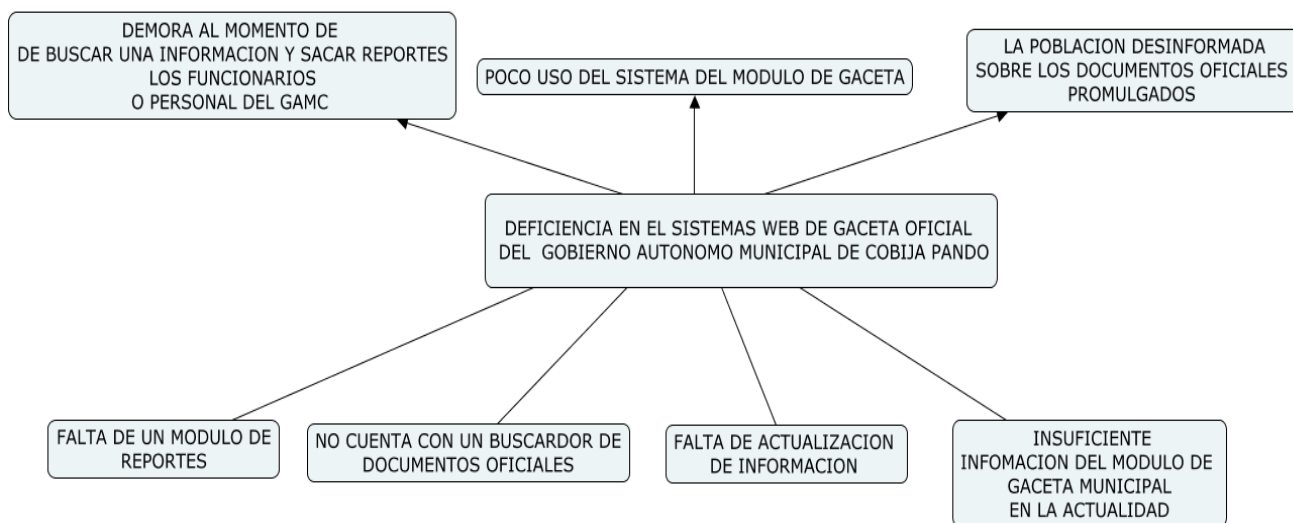 DEMORA AL MOMENTO DE
DE BUSCAR UNA INFORMACION Y SACAR REPORTES
LOS FUNCIONARIOS
O PERSONAL DEL GAMC
POCO USO DEL SISTEMA DEL MODULO DE GACETA
LA POBLACION DESINFORMADA
SOBRE LOS DOCUMENTOS OFICIALES
PROMULGADOS
DEFICIENCIA EN EL SISTEMAS WEB DE GACETA OFICIAL
DEL GOBIERNO AUTONOMO MUNICIPAL DE COBIJA PANDO
FALTA DE UN MODULO DE
REPORTES
NO CUENTA CON UN BUSCARDOR DE
DOCUMENTOS OFICIALES
FALTA DE ACTUALIZACION
DE INFORMACION
INSUFICIENTE
INFOMACION DEL MODULO DE
GACETA MUNICIPAL
EN LA ACTUALIDAD